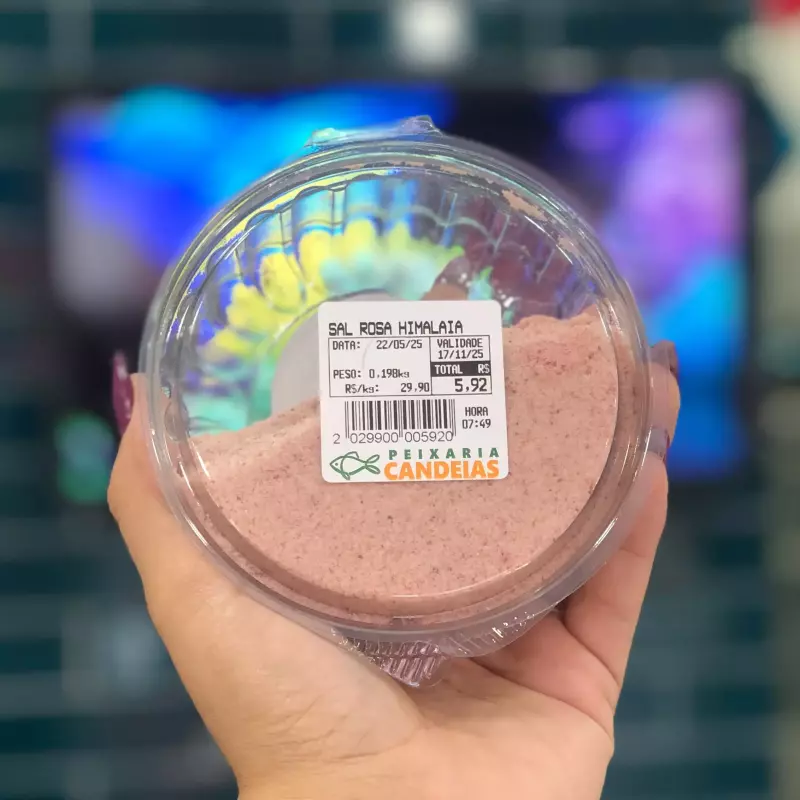 SAL ROSA HIMALAIA
DATA: 22/05/25
VALIDADE
17/11/25
PESO: 0.198kg
TOTAL R$
R$/kg: 29,90
5,92
HORA
07:49
2 029900 005920
PEIXARIA
CANDEIAS